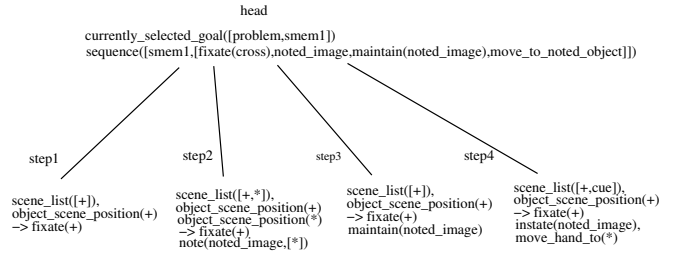 head
currently_selected_goal([problem,smem1])
sequence([smem1,[fixate(cross),noted_image,maintain(noted_image),move_to_noted_object]])
step1
step2
step3
step4
scene_list([+]),
object_scene_position(+)
−> fixate(+)
scene_list([+,*]),
object_scene_position(+)
object_scene_position(*)
−> fixate(+)
note(noted_image,[*])
scene_list([+]),
object_scene_position(+)
−> fixate(+)
maintain(noted_image)
scene_list([+,cue]),
object_scene_position(+)
−> fixate(+)
instate(noted_image),
move_hand_to(*)